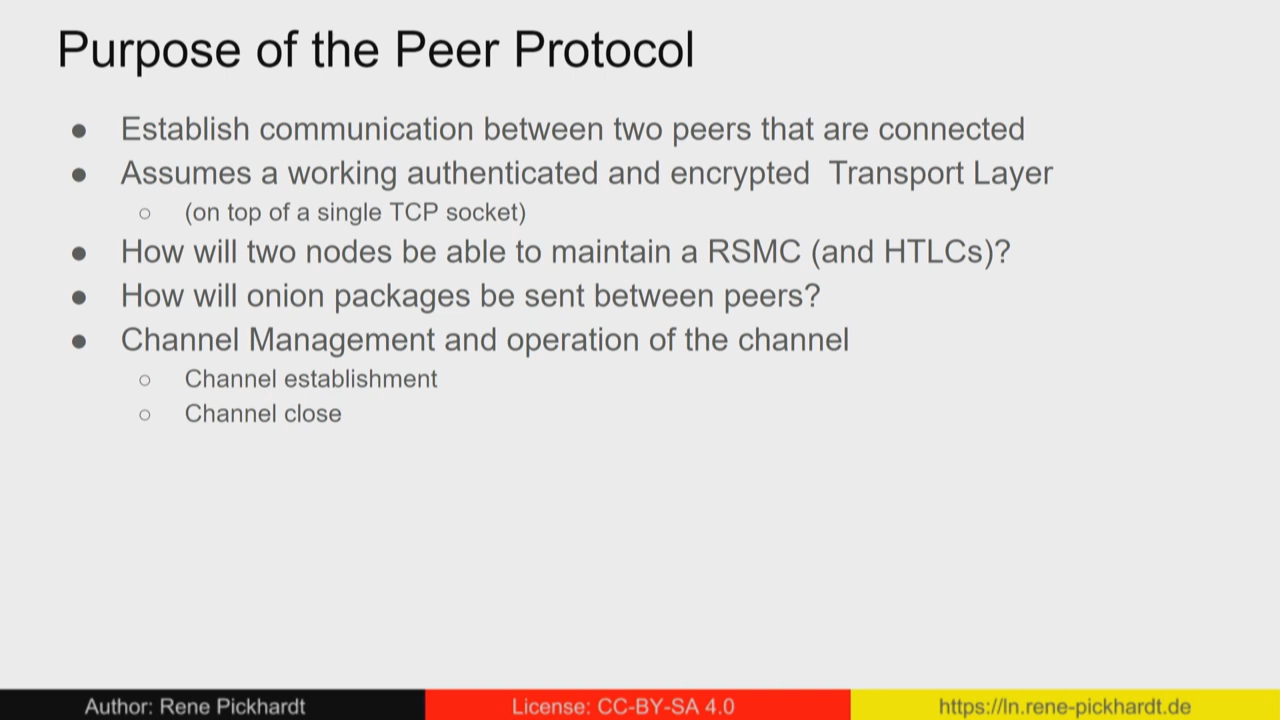 Purpose of the Peer Protocol
● Establish communication between two peers that are connected
● Assumes a working authenticated and encrypted  Transport Layer
○ (on top of a single TCP socket)
● How will two nodes be able to maintain a RSMC (and HTLCs)?
● How will onion packages be sent between peers?
● Channel Management and operation of the channel
○ Channel establishment
○ Channel close
Author: Rene Pickhardt
License: CC-BY-SA 4.0
https://ln.rene-pickhardt.de